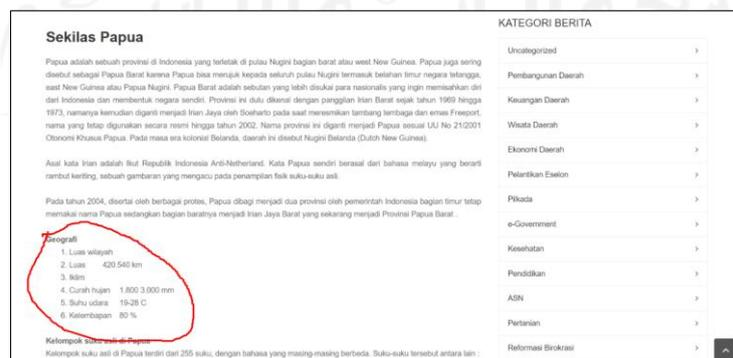 Sekilas Papua
Papua adalah sebuah provinsi di Indonesia yang terletak di pulau Nugini bagian barat atau west New Guinea. Papua juga sering
disebut sebagai Papua Barat karena Papua bisa merujuk kepada seluruh pulau Nugini termasuk belahan timur negara tetangga,
east New Guinea atau Papua Nugini. Papua Barat adalah sebutan yang lebih disukai para nasionalis yang ingin memisahkan diri
dari Indonesia dan membentuk negara sendiri. Provinsi ini dulu dikenal dengan panggilan Irian Barat sejak tahun 1969 hingga
1973, namanya kemudian diganti menjadi Irian Jaya oleh Soeharto pada saat meresmikan tambang tembaga dan emas Freeport,
nama yang tetap digunakan secara resmi hingga tahun 2002. Nama provinsi ini diganti menjadi Papua sesuai UU No 21/2001
Otonomi Khusus Papua. Pada masa era kolonial Belanda, daerah ini disebut Nugini Belanda (Dutch New Guinea).
Asal kata Irian adalah Ikut Republik Indonesia Anti-Netherland. Kata Papua sendiri berasal dari bahasa melayu yang berarti
rambut keriting, sebuah gambaran yang mengacu pada penampilan fisik suku-suku asli.
Pada tahun 2004, disertai oleh berbagai protes, Papua dibagi menjadi dua provinsi oleh pemerintah Indonesia bagian timur tetap
memakai nama Papua sedangkan bagian baratnya menjadi Irian Jaya Barat yang sekarang menjadi Provinsi Papua Barat .
Geografi
1. Luas wilayah
2. Luas 420.540 km
3. Iklim
4. Curah hujan 1.800 3.000 mm
5. Suhu udara 19-28 C
6. Kelembapan 80 %
Kelompok suku asli di Papua
Kelompok suku asli di Papua terdiri dari 255 suku, dengan bahasa yang masing-masing berbeda. Suku-suku tersebut antara lain :
KATEGORI BERITA
Uncategorized
Pembangunan Daerah
Keuangan Daerah
Wisata Daerah
Ekonomi Daerah
Pelantikan Eselon
Pilkada
e-Government
Kesehatan
Pendidikan
ASN
Pertanian
Reformasi Birokrasi